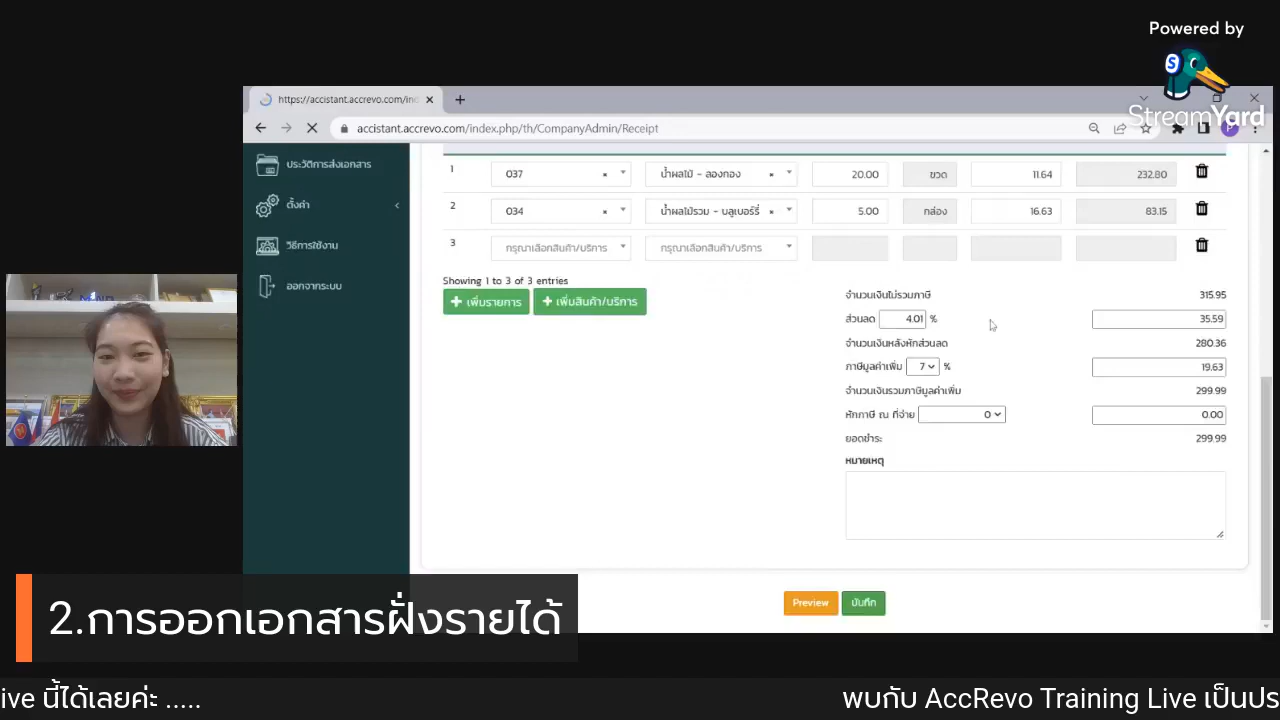 Powered by
StreamYard
https://accistant.accrevo.com/inc
accistant.accrevo.com/index.php/th/CompanyAdmin/Receipt
ประวัติการส่งเอกสาร
ตั้งค่า
วิธีการใช้งาน
ออกจากระบบ
1 037 × น้ำผลไม้ - ลองทอง × 20.00 ขวด 11.64 232.80
2 034 × น้ำผลไม้รวม - บลูเบอร์รี่ × 5.00 กล่อง 16.63 83.15
3 กรุณาเลือกสินค้า/บริการ กรุณาเลือกสินค้า/บริการ
Showing 1 to 3 of 3 entries
+ เพิ่มรายการ + เพิ่มสินค้า/บริการ
จำนวนเงินไม่รวมภาษี 315.95
ส่วนลด 4.01 % 35.59
จำนวนเงินหลังหักส่วนลด 280.36
ภาษีมูลค่าเพิ่ม 7 % 19.63
จำนวนเงินรวมภาษีมูลค่าเพิ่ม 299.99
หักภาษี ณ ที่จ่าย 0 0.00
ยอดชำระ 299.99
หมายเหตุ
Preview บันทึก
2.การออกเอกสารฝั่งรายได้
ive นี้ได้เลยค่ะ ..... พบกับ AccRevo Training Live เป็นประ